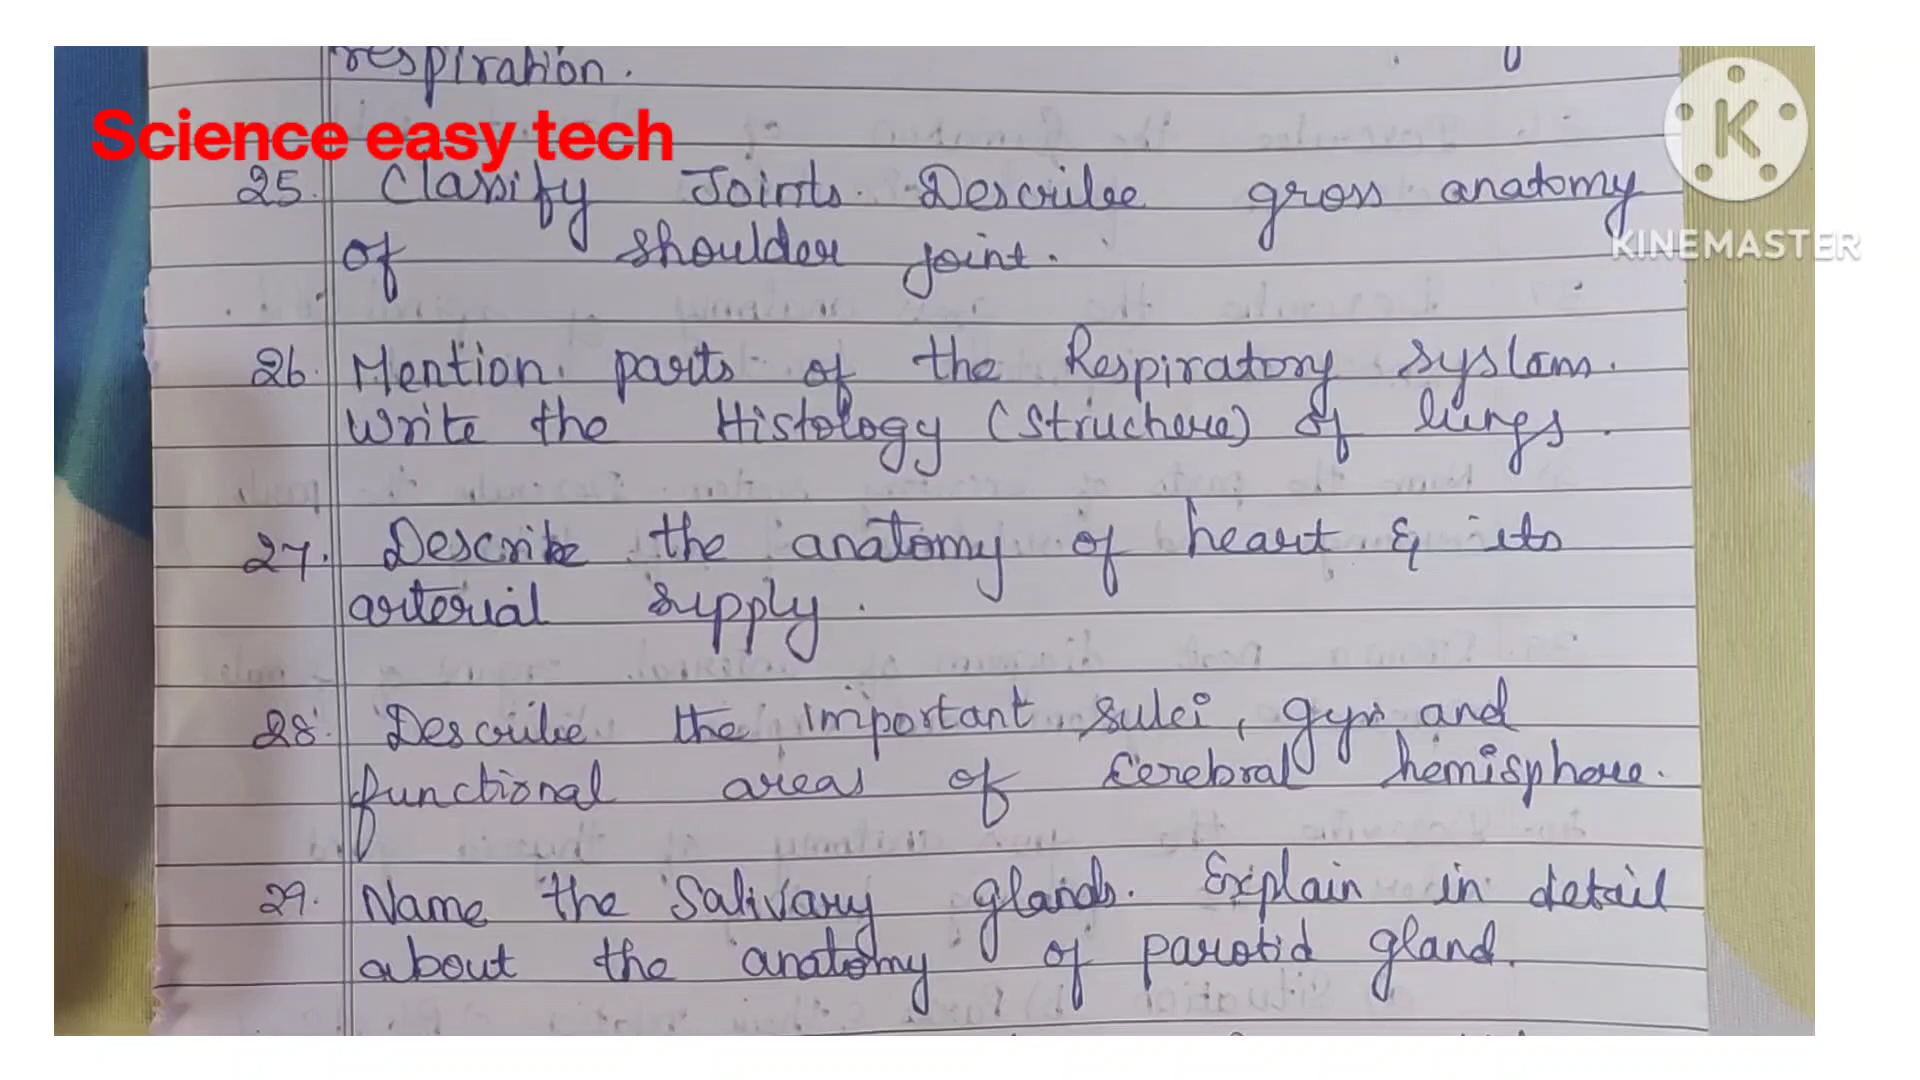 respiration.
Science easy tech
K
KINEMASTER
25. Classify Joints. Describe gross anatomy
of shoulder joint.
26. Mention parts of the Respiratory system.
Write the Histology (Structure) of lungs.
27. Describe the anatomy of heart & its
arterial supply.
28. Describe the important sulci, gyri and
functional areas of Cerebral hemisphere.
29. Name the Salivary glands. Explain in detail
about the anatomy of parotid gland.